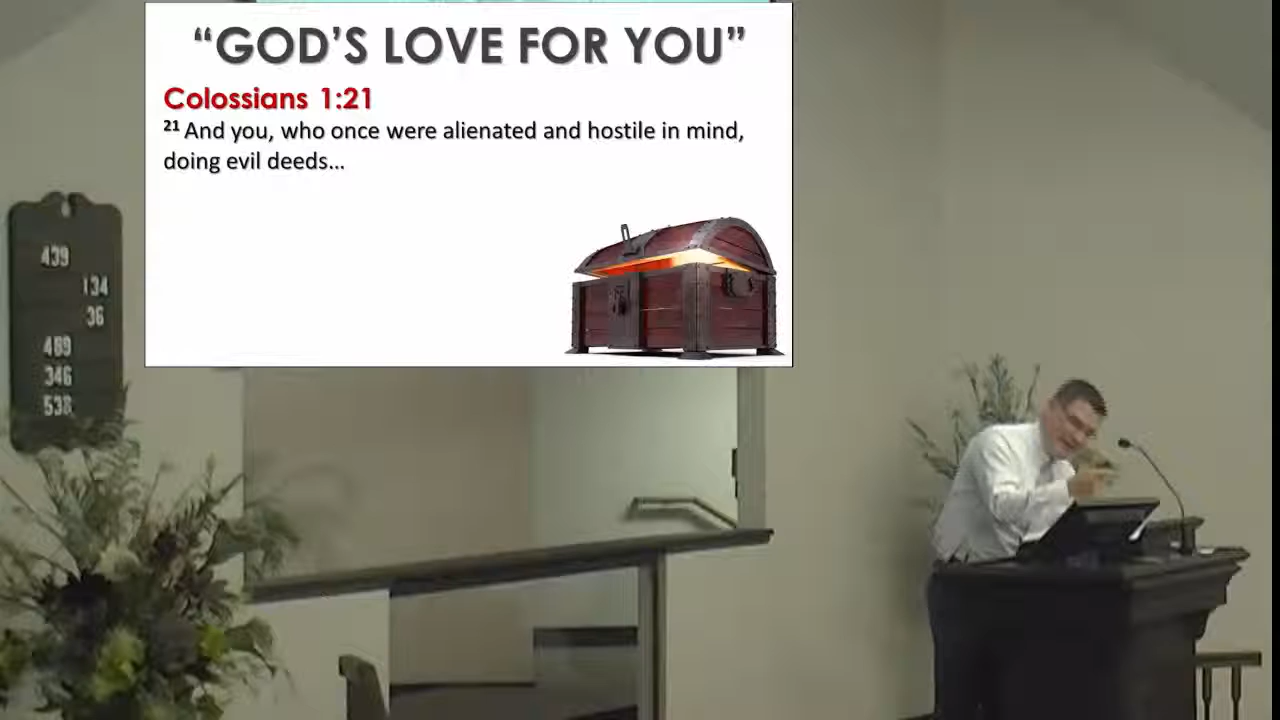 “GOD’S LOVE FOR YOU”
Colossians 1:21
21 And you, who once were alienated and hostile in mind,
doing evil deeds…
439
134
36
489
346
538